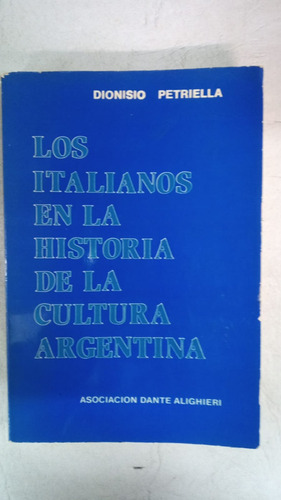 DIONISIO PETRIELLA
LOS
ITALIANOS
EN LA
HISTORIA
DE LA
CULTURA
ARGENTINA
ASOCIACION DANTE ALIGHIERI